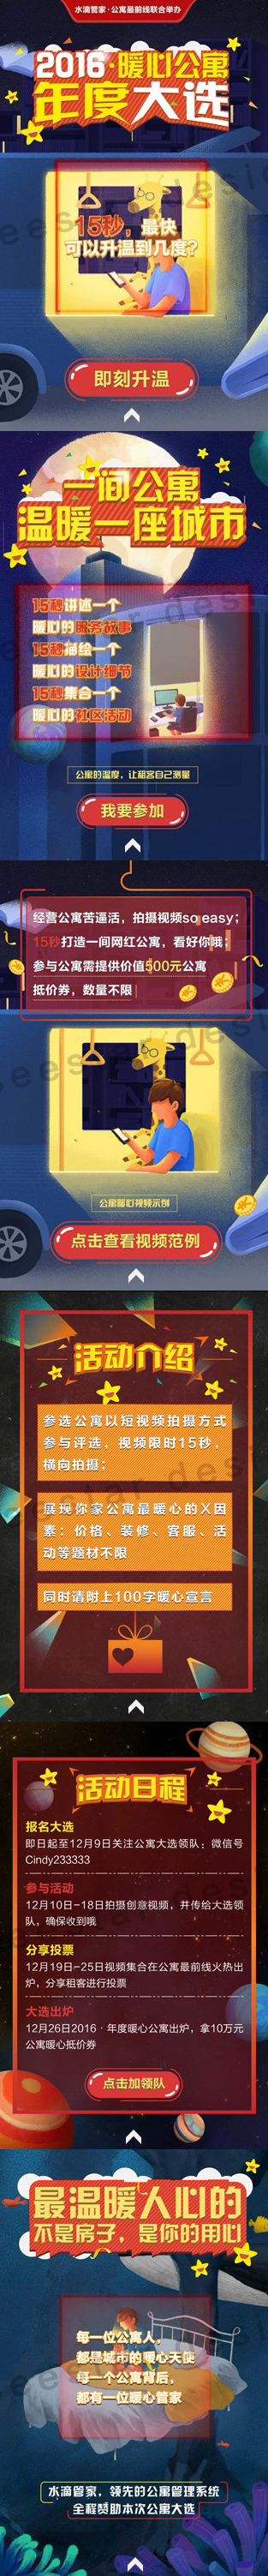 水滴管家·公寓最前线联合举办
2016·暖心公寓
年度大选
15秒，最快
可以升温到几度?
即刻升温
一间公寓
温暖一座城市
15秒讲述一个
暖心的服务故事
15秒描绘一个
暖心的设计细节
15秒集合一个
暖心的社区活动
公寓的温度，让租客自己测量
我要参加
经营公寓苦逼活，拍摄视频so easy；
15秒打造一间网红公寓，看好你哦；
参与公寓需提供价值500元公寓
抵价券，数量不限
公寓暖心视频示例
点击查看视频范例
活动介绍
参选公寓以短视频拍摄方式
参与评选，视频限时15秒，
横向拍摄；
展现你家公寓最暖心的X因
素：价格、装修、客服、活
动等题材不限
同时请附上100字暖心宣言
活动日程
报名大选
即日起至12月9日关注公寓大选领队：微信号
Cindy233333
参与活动
12月10日-18日拍摄创意视频，并传给大选领
队，确保收到哦
分享投票
12月19日-25日视频集合在公寓最前线火热出
炉，分享租客进行投票
大选出炉
12月26日2016·年度暖心公寓出炉，拿10万元
公寓暖心抵价券
点击加领队
最温暖人心的
不是房子，是你的用心
每一位公寓人，
都是城市的暖心天使
每一个公寓背后，
都有一位暖心管家
水滴管家，领先的公寓管理系统
全程赞助本次公寓大选